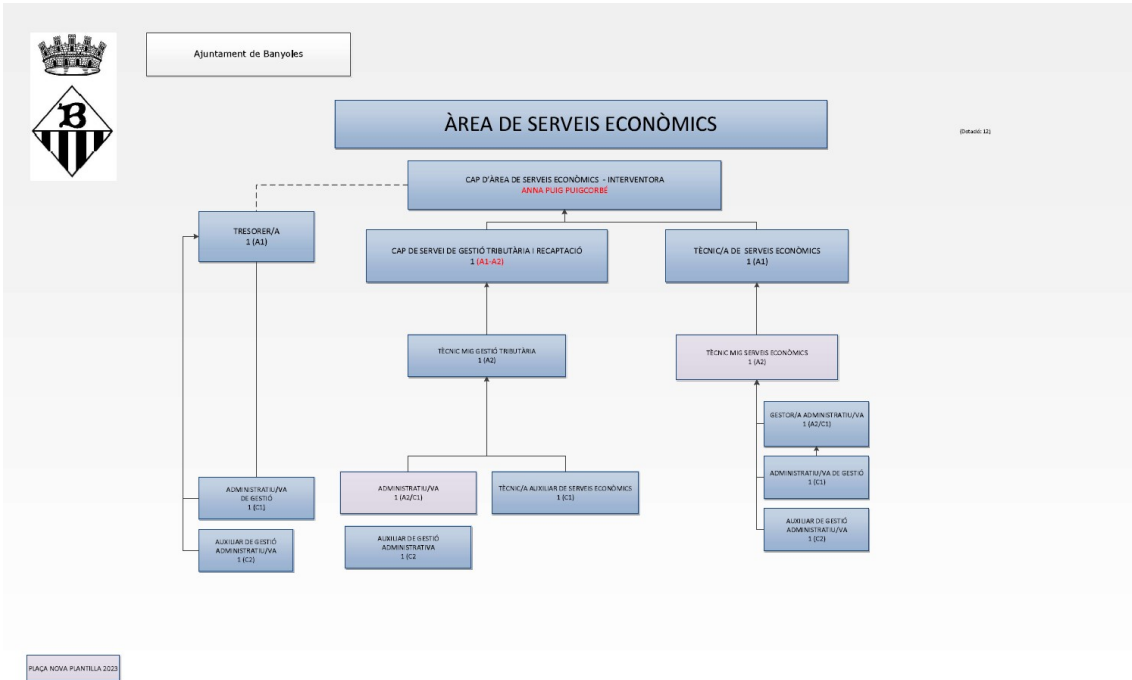 Ajuntament de Banyoles
B
ÀREA DE SERVEIS ECONÒMICS
(Dotació: 12)
CAP D'ÀREA DE SERVEIS ECONÒMICS - INTERVENTORA
ANNA PUIG PUIGCORBÉ
TRESORER/A
1 (A1)
CAP DE SERVEI DE GESTIÓ TRIBUTÀRIA I RECAPTACIÓ
1 (A1-A2)
TÈCNIC/A DE SERVEIS ECONÒMICS
1 (A1)
TÈCNIC MIG GESTIÓ TRIBUTÀRIA
1 (A2)
TÈCNIC MIG SERVEIS ECONÒMICS
1 (A2)
GESTOR/A ADMINISTRATIU/VA
1 (A2/C1)
ADMINISTRATIU/VA DE GESTIÓ
1 (C1)
AUXILIAR DE GESTIÓ
ADMINISTRATIU/VA
1 (C2)
ADMINISTRATIU/VA
DE GESTIÓ
1 (C1)
AUXILIAR DE GESTIÓ
ADMINISTRATIU/VA
1 (C2)
ADMINISTRATIU/VA
1 (A2/C1)
TÈCNIC/A AUXILIAR DE SERVEIS ECONÒMICS
1 (C1)
AUXILIAR DE GESTIÓ
ADMINISTRATIVA
1 (C2
PLAÇA NOVA PLANTILLA 2023